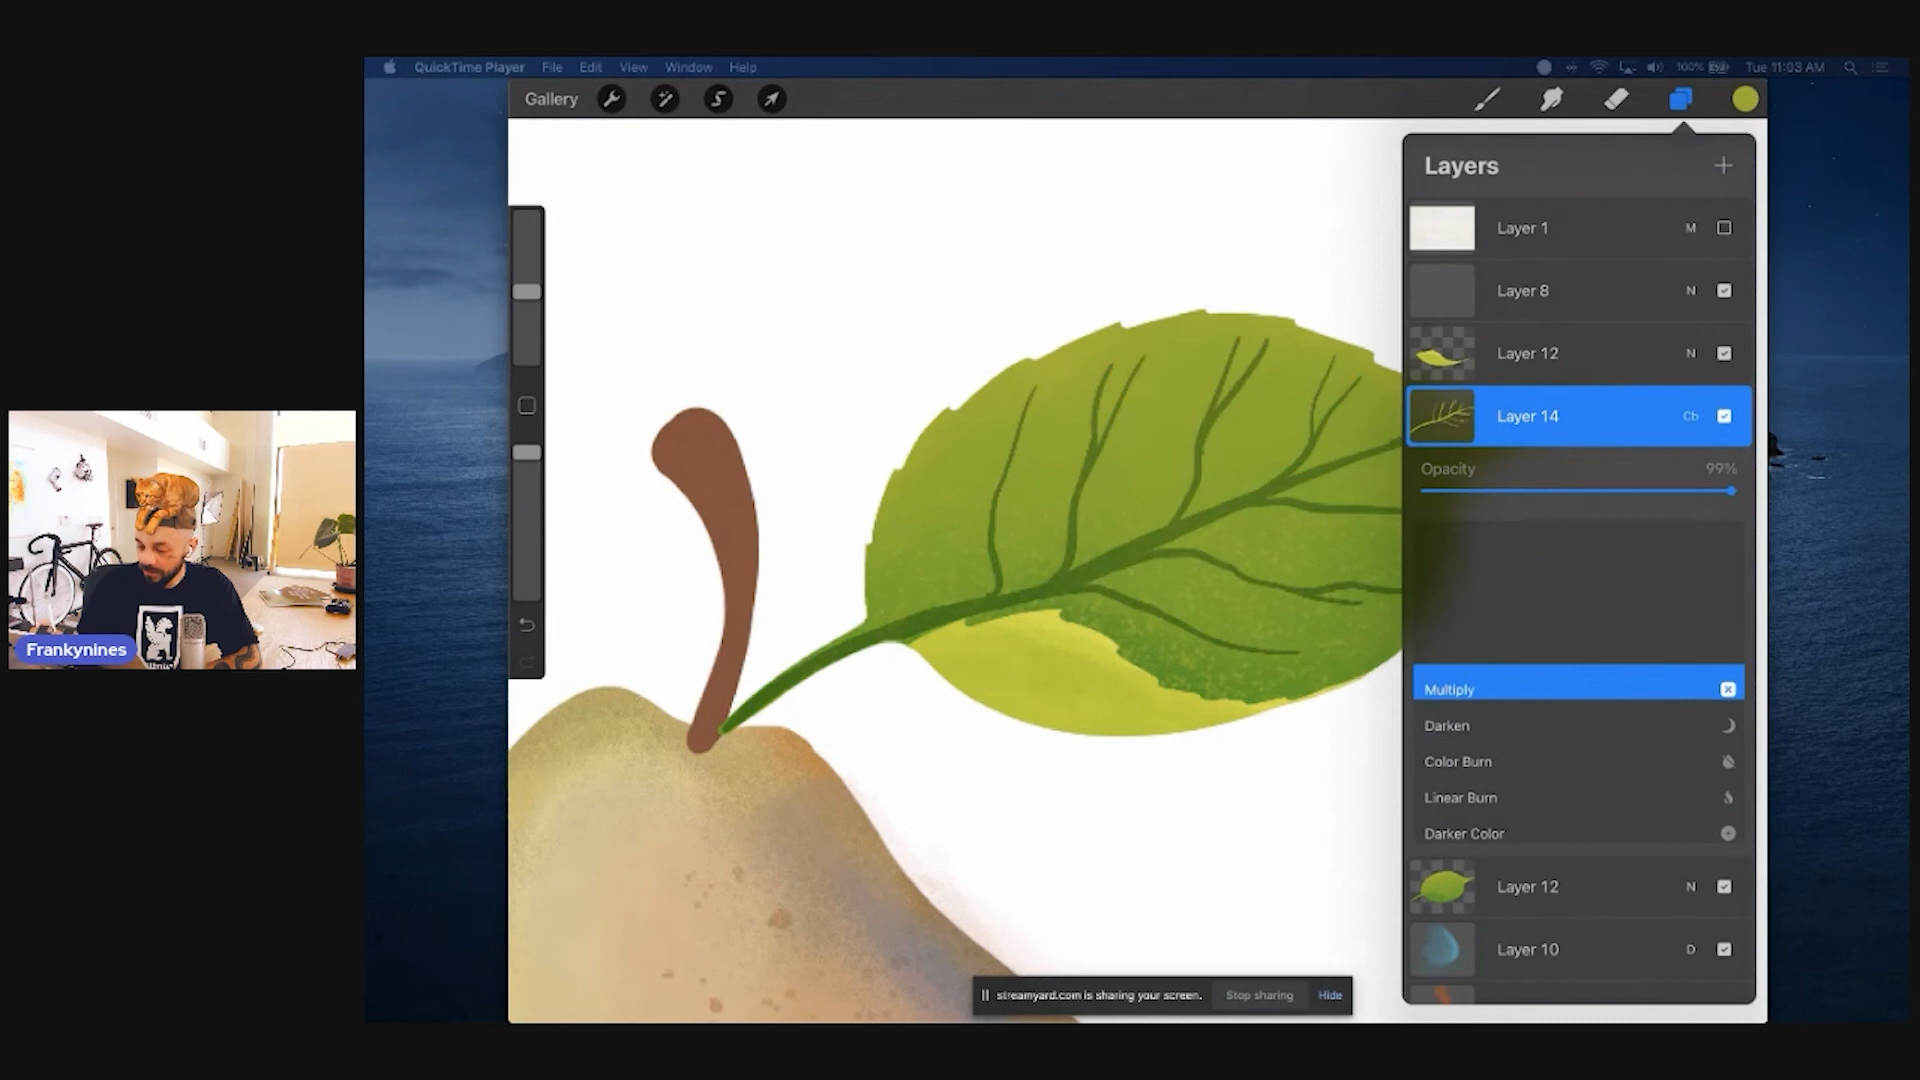 QuickTime Player File Edit View Window Help 100% Tue 11:03 AM
Gallery
Layers
Layer 1 M
Layer 8 N
Layer 12 N
Layer 14 Cb
Opacity 99%
Multiply
Darken
Color Burn
Linear Burn
Darker Color
Layer 12 N
Layer 10 D
Frankynines
streamyard.com is sharing your screen. Stop sharing Hide